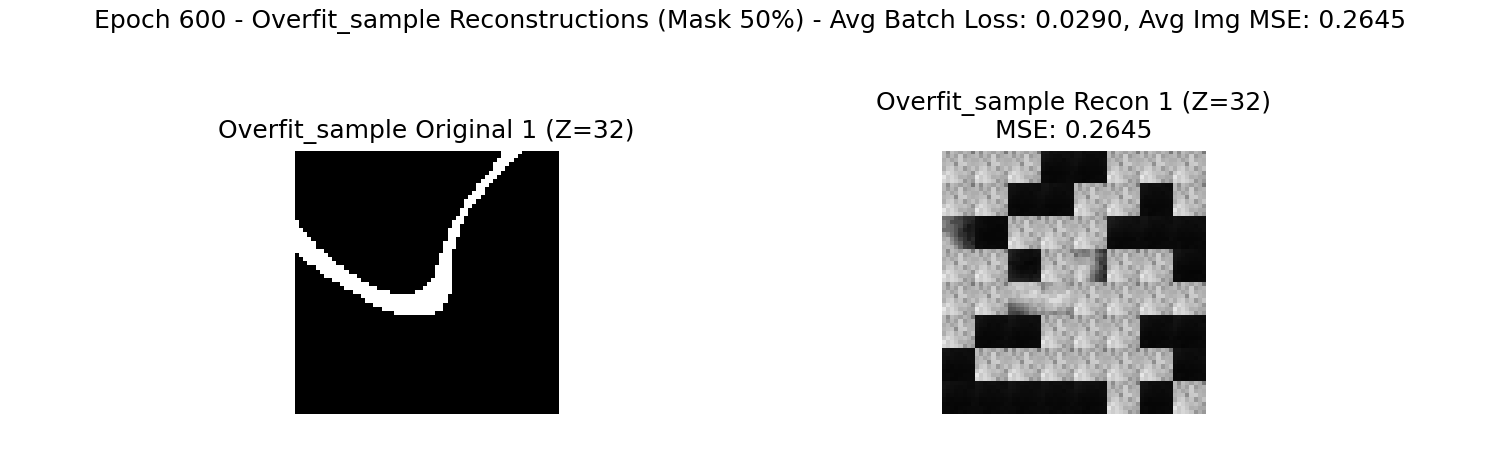 Epoch 600 - Overfit_sample Reconstructions (Mask 50%) - Avg Batch Loss: 0.0290, Avg Img MSE: 0.2645
Overfit_sample Original 1 (Z=32)
Overfit_sample Recon 1 (Z=32)
MSE: 0.2645